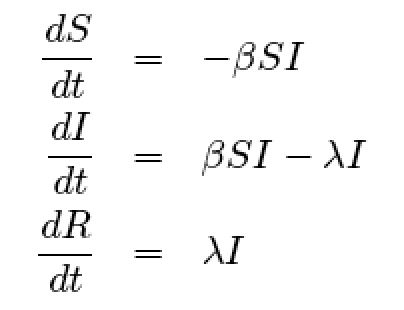 dS/dt = −βSI
dI/dt = βSI − λI
dR/dt = λI